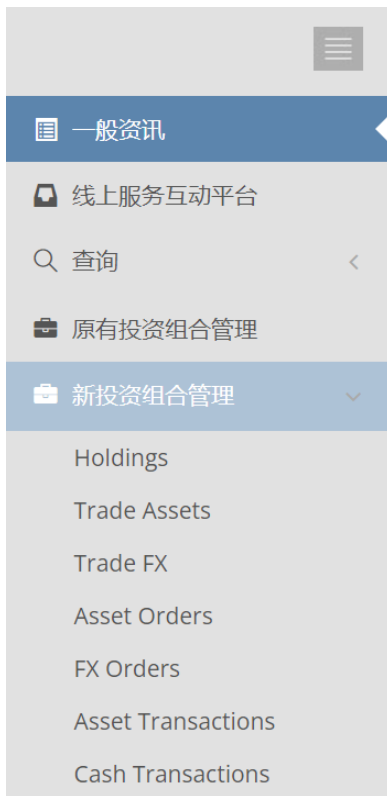 一般资讯
线上服务互动平台
查询
原有投资组合管理
新投资组合管理
Holdings
Trade Assets
Trade FX
Asset Orders
FX Orders
Asset Transactions
Cash Transactions